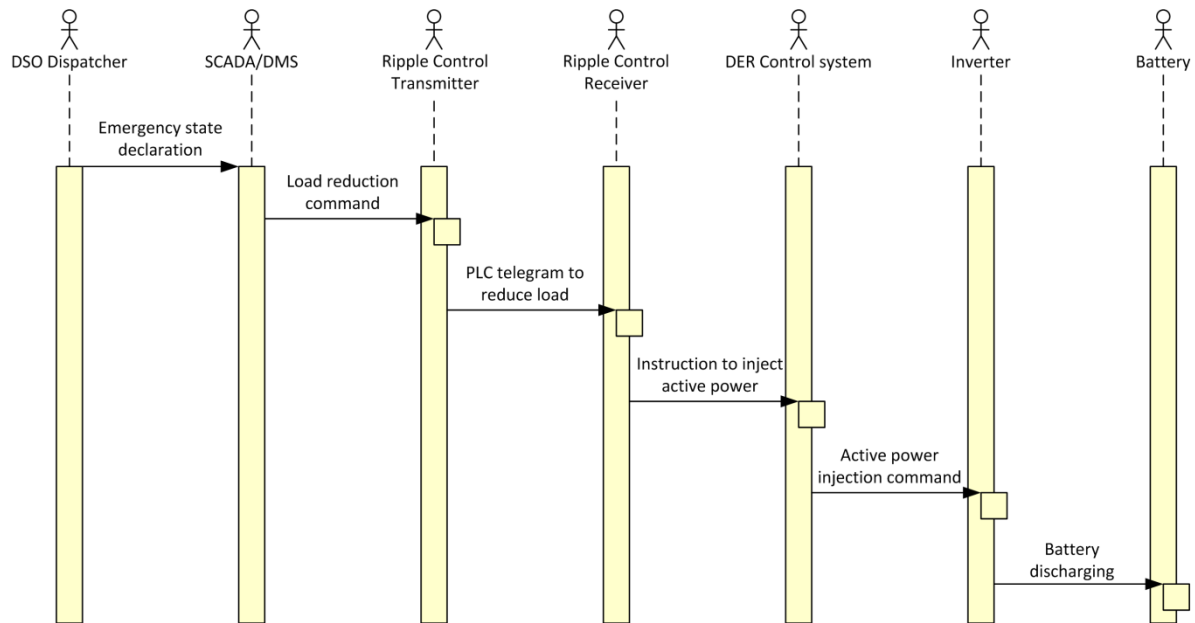 DSO Dispatcher
SCADA/DMS
Ripple Control
Transmitter
Ripple Control
Receiver
DER Control system
Inverter
Battery
Emergency state
declaration
Load reduction
command
PLC telegram to
reduce load
Instruction to inject
active power
Active power
injection command
Battery
discharging